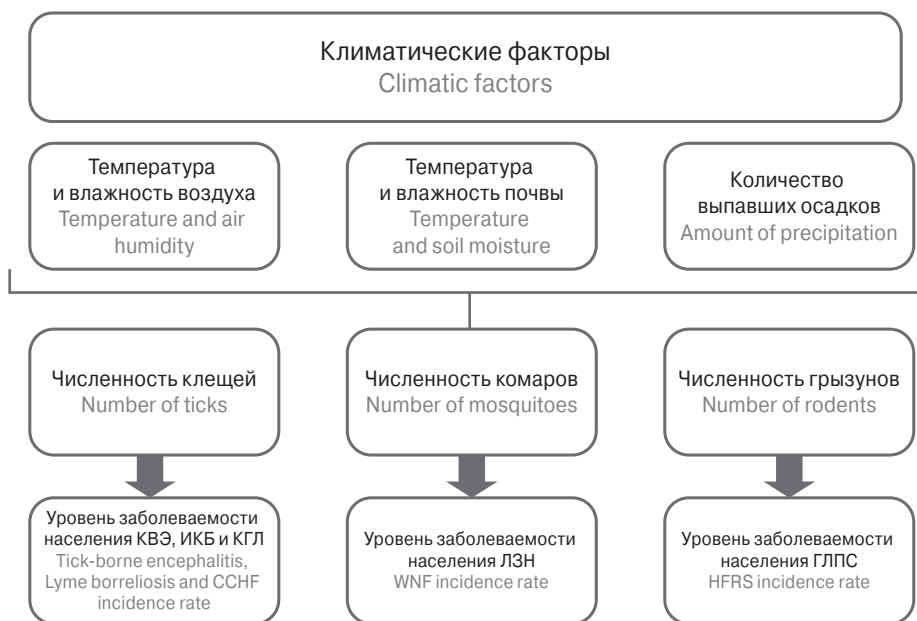 Климатические факторы
Climatic factors
Температура
и влажность воздуха
Temperature and air
humidity
Температура
и влажность почвы
Temperature
and soil moisture
Количество
выпавших осадков
Amount of precipitation
Численность клещей
Number of ticks
Численность комаров
Number of mosquitoes
Численность грызунов
Number of rodents
Уровень заболеваемости
населения КВЭ, ИКБ и КГЛ
Tick-borne encephalitis,
Lyme borreliosis and CCHF
incidence rate
Уровень заболеваемости
населения ЛЗН
WNF incidence rate
Уровень заболеваемости
населения ГЛПС
HFRS incidence rate